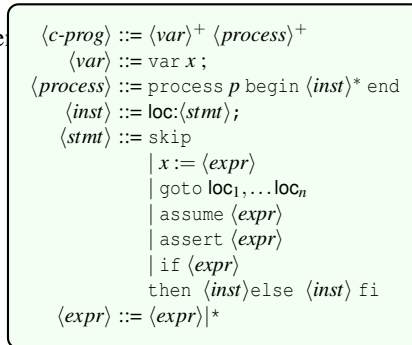 ⟨c-prog⟩ ::= ⟨var⟩⁺ ⟨process⟩⁺
⟨var⟩ ::= var x ;
⟨process⟩ ::= process p begin ⟨inst⟩* end
⟨inst⟩ ::= loc:⟨stmt⟩;
⟨stmt⟩ ::= skip
| x := ⟨expr⟩
| goto loc₁,...locₙ
| assume ⟨expr⟩
| assert ⟨expr⟩
| if ⟨expr⟩
then ⟨inst⟩else ⟨inst⟩ fi
⟨expr⟩ ::= ⟨expr⟩|*